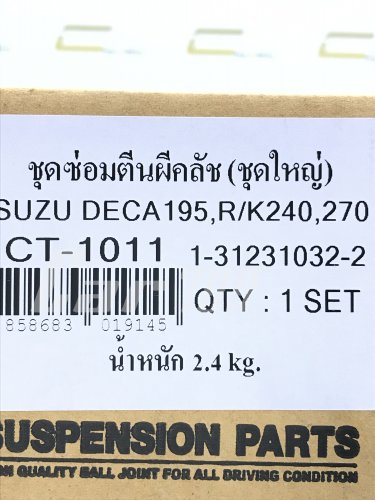 ชุดซ่อมตีนผีคลัช (ชุดใหญ่)
SUZU DECA195,R/K240,270
CT-1011 1-31231032-2
858683 019145 QTY : 1 SET
น้ำหนัก 2.4 kg.
SUSPENSION PARTS
QUALITY BALL JOINT FOR ALL DRIVING CONDITION